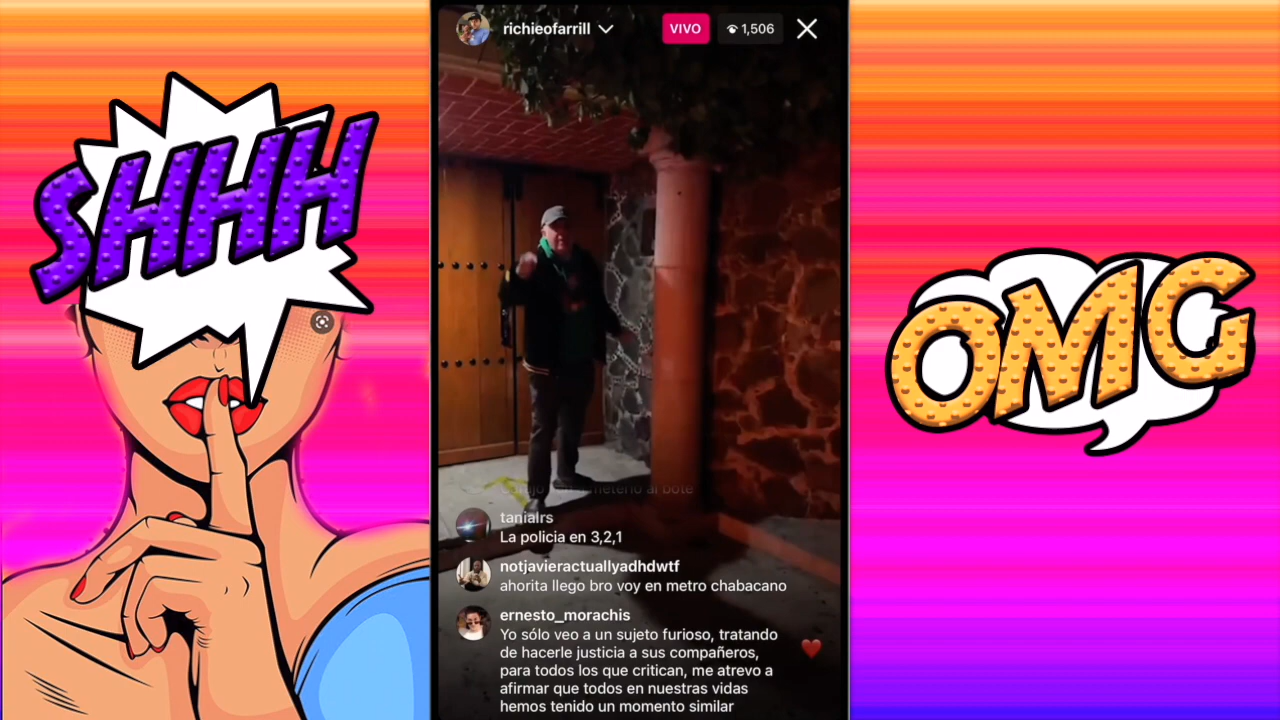 SHHH
richieofarrill
VIVO
1,506
al bote
tanialrs
La policia en 3,2,1
notjavieractuallyadhdwtf
ahorita llego bro voy en metro chabacano
ernesto_morachis
Yo sólo veo a un sujeto furioso, tratando
de hacerle justicia a sus compañeros,
para todos los que critican, me atrevo a
afirmar que todos en nuestras vidas
hemos tenido un momento similar
OMG